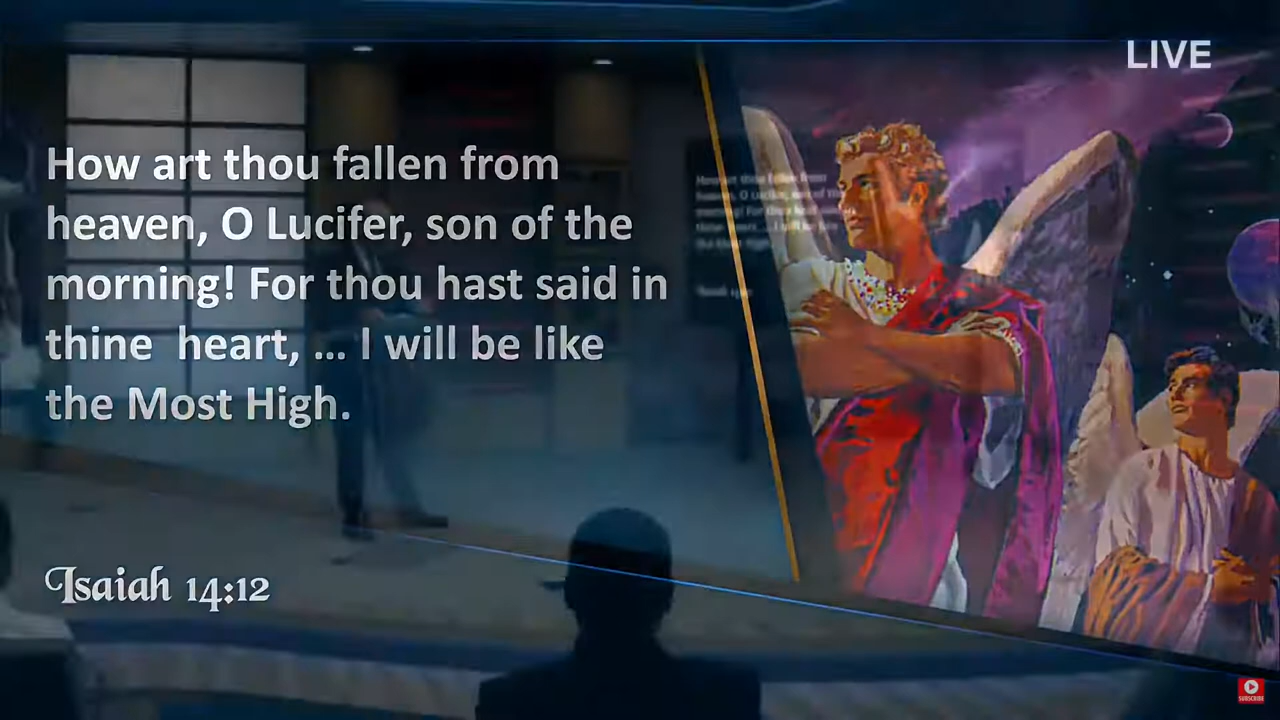 LIVE
How art thou fallen from
heaven, O Lucifer, son of the
morning! For thou hast said in
thine heart, ... I will be like
the Most High.
Isaiah 14:12
SUBSCRIBE